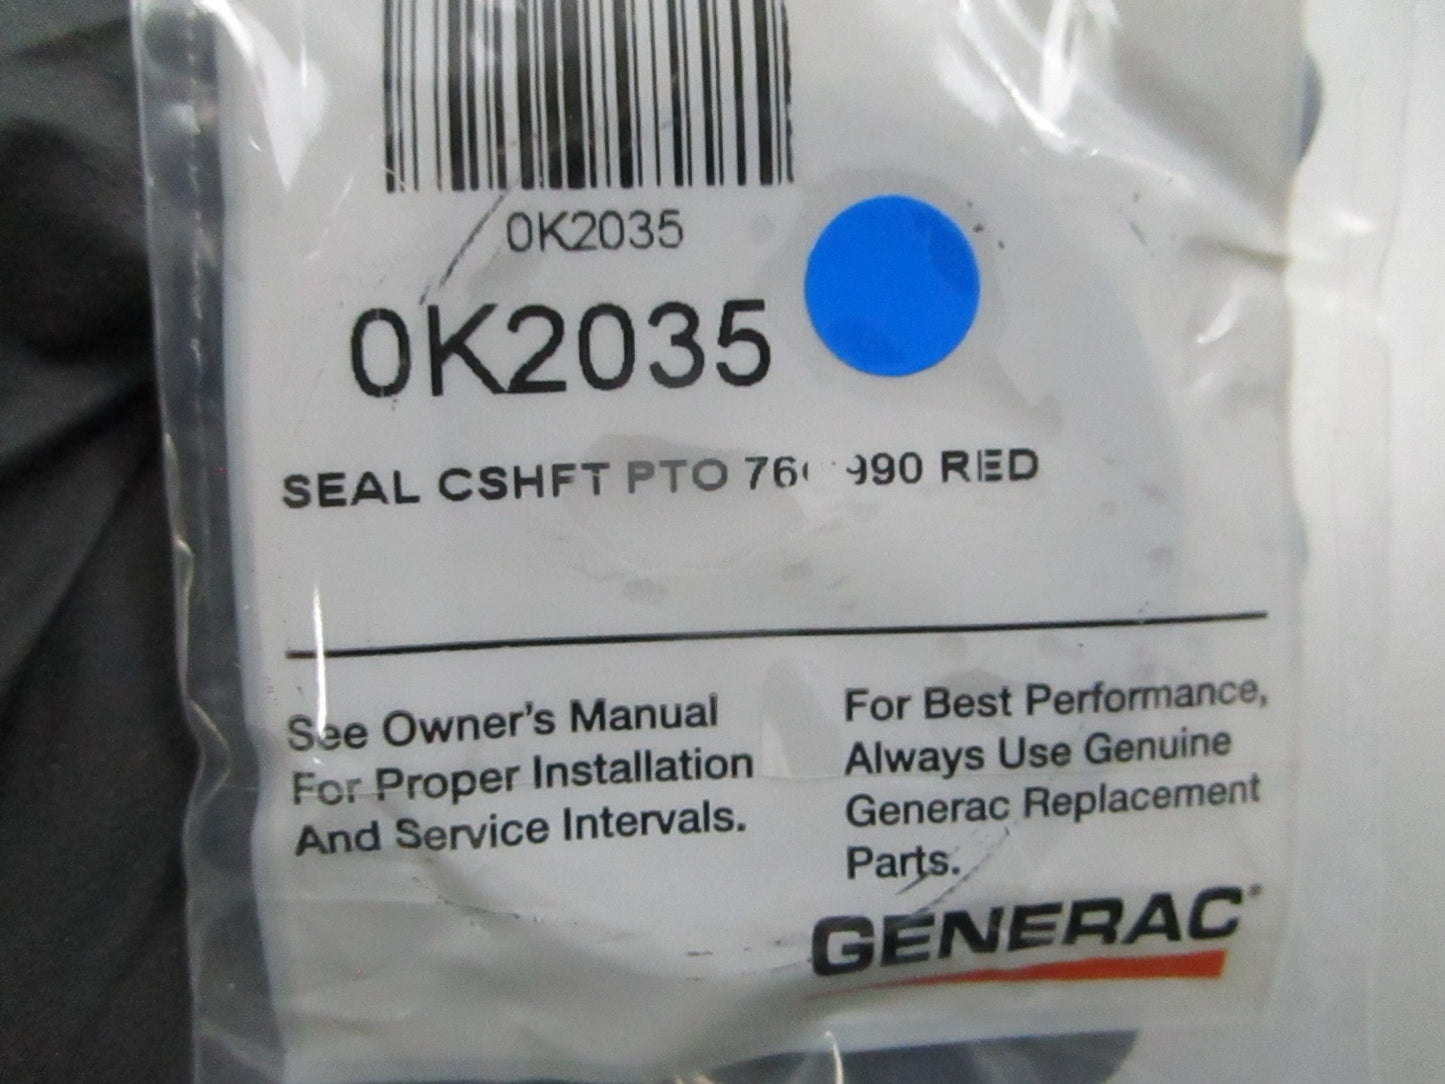 0K2035
0K2035
SEAL CSHFT PTO RED
See Owner's Manual
For Proper Installation
And Service Intervals.
For Best Performance,
Always Use Genuine
Generac Replacement
Parts.
GENERAC